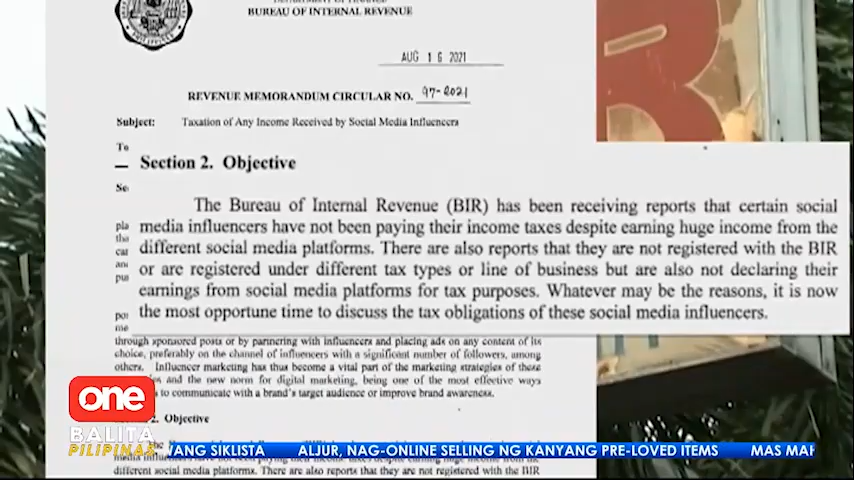 BUREAU OF INTERNAL REVENUE
AUG 16 2021
REVENUE MEMORANDUM CIRCULAR NO. 97-2021
Subject: Taxation of Any Income Received by Social Media Influencers
To
Section 2. Objective
Se
The Bureau of Internal Revenue (BIR) has been receiving reports that certain social
pla media influencers have not been paying their income taxes despite earning huge income from the
different social media platforms. There are also reports that they are not registered with the BIR
or are registered under different tax types or line of business but are also not declaring their
earnings from social media platforms for tax purposes. Whatever may be the reasons, it is now
the most opportune time to discuss the tax obligations of these social media influencers.
me
through sponsored posts or by partnering with influencers and placing ads on any content of its
choice, preferably on the channel of influencers with a significant number of followers, among
others. Influencer marketing has thus become a vital part of the marketing strategies of these
and the new norm for digital marketing, being one of the most effective ways
to communicate with a brand's target audience or improve brand awareness.
2. Objective
different social media platforms. There are also reports that they are not registered with the BIR
one
BALITA
PILIPINAS
WANG SIKLISTA ALJUR, NAG-ONLINE SELLING NG KANYANG PRE-LOVED ITEMS MAS MAH